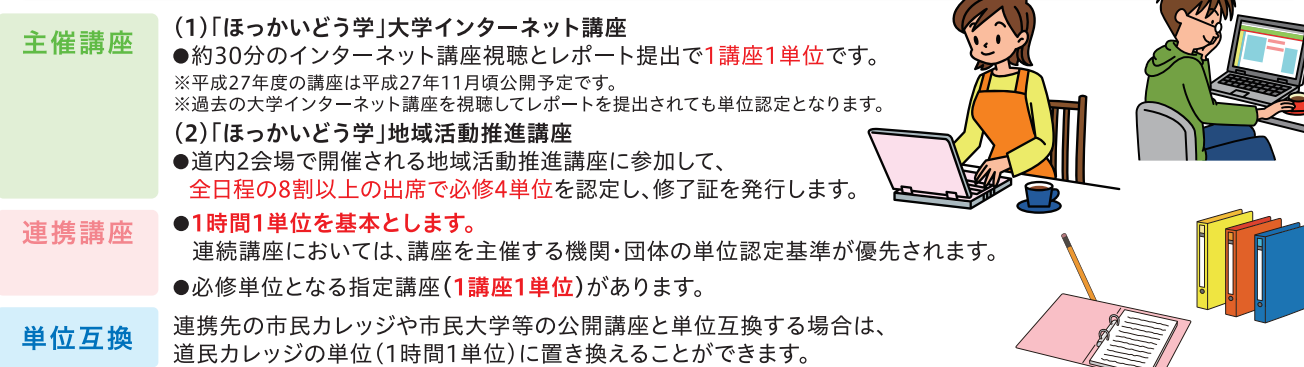 主催講座
(1)「ほっかいどう学」大学インターネット講座
●約30分のインターネット講座視聴とレポート提出で1講座1単位です。
※平成27年度の講座は平成27年11月頃公開予定です。
※過去の大学インターネット講座を視聴してレポートを提出されても単位認定となります。
(2)「ほっかいどう学」地域活動推進講座
●道内2会場で開催される地域活動推進講座に参加して、
全日程の8割以上の出席で必修4単位を認定し、修了証を発行します。
連携講座
●1時間1単位を基本とします。
連続講座においては、講座を主催する機関・団体の単位認定基準が優先されます。
●必修単位となる指定講座(1講座1単位)があります。
単位互換
連携先の市民カレッジや市民大学等の公開講座と単位互換する場合は、
道民カレッジの単位(1時間1単位)に置き換えることができます。